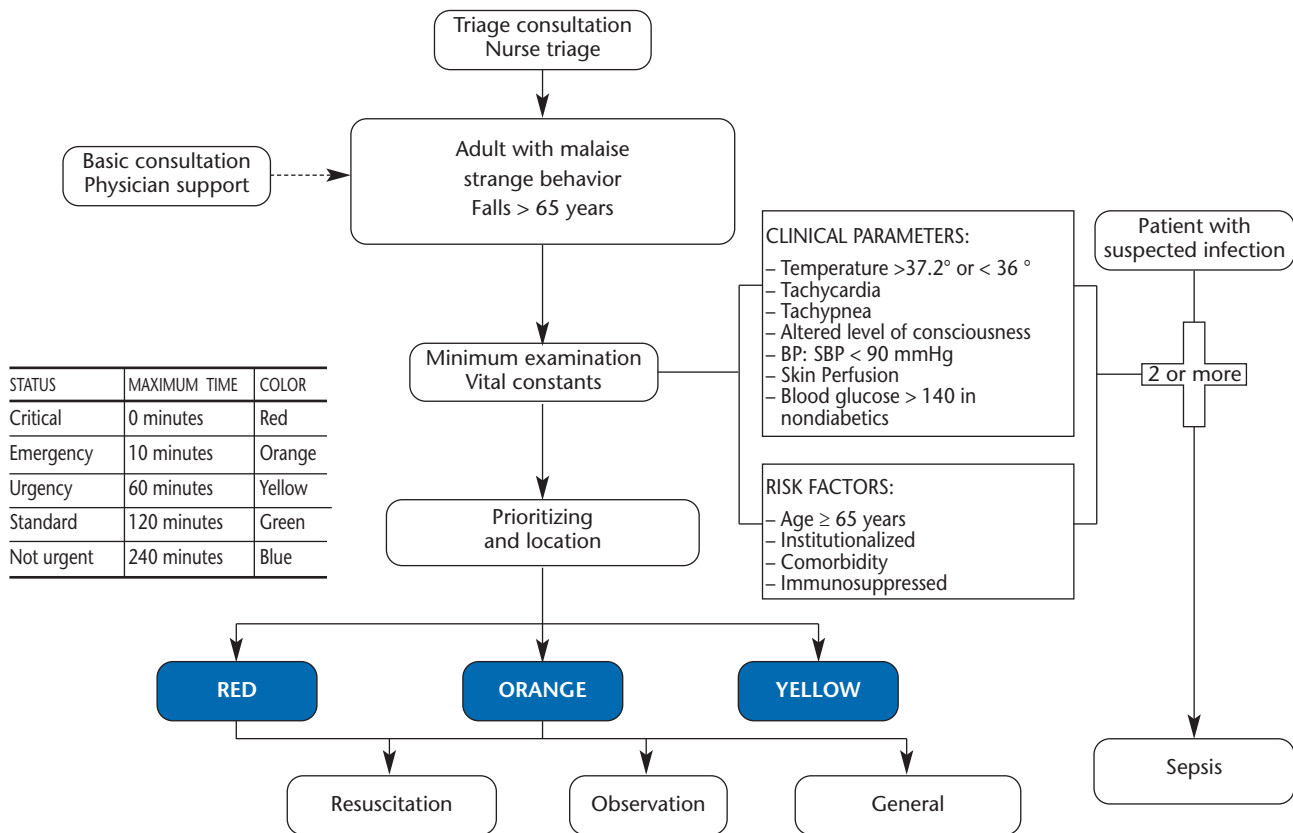 Triage consultation
Nurse triage
Basic consultation
Physician support
Adult with malaise
strange behavior
Falls > 65 years
CLINICAL PARAMETERS:
– Temperature >37.2° or < 36 °
– Tachycardia
– Tachypnea
– Altered level of consciousness
– BP: SBP < 90 mmHg
– Skin Perfusion
– Blood glucose > 140 in
nondiabetics
Patient with
suspected infection
Minimum examination
Vital constants
2 or more
STATUS MAXIMUM TIME COLOR
Critical 0 minutes Red
Emergency 10 minutes Orange
Urgency 60 minutes Yellow
Standard 120 minutes Green
Not urgent 240 minutes Blue
RISK FACTORS:
– Age ≥ 65 years
– Institutionalized
– Comorbidity
– Immunosuppressed
Prioritizing
and location
RED
ORANGE
YELLOW
Resuscitation
Observation
General
Sepsis